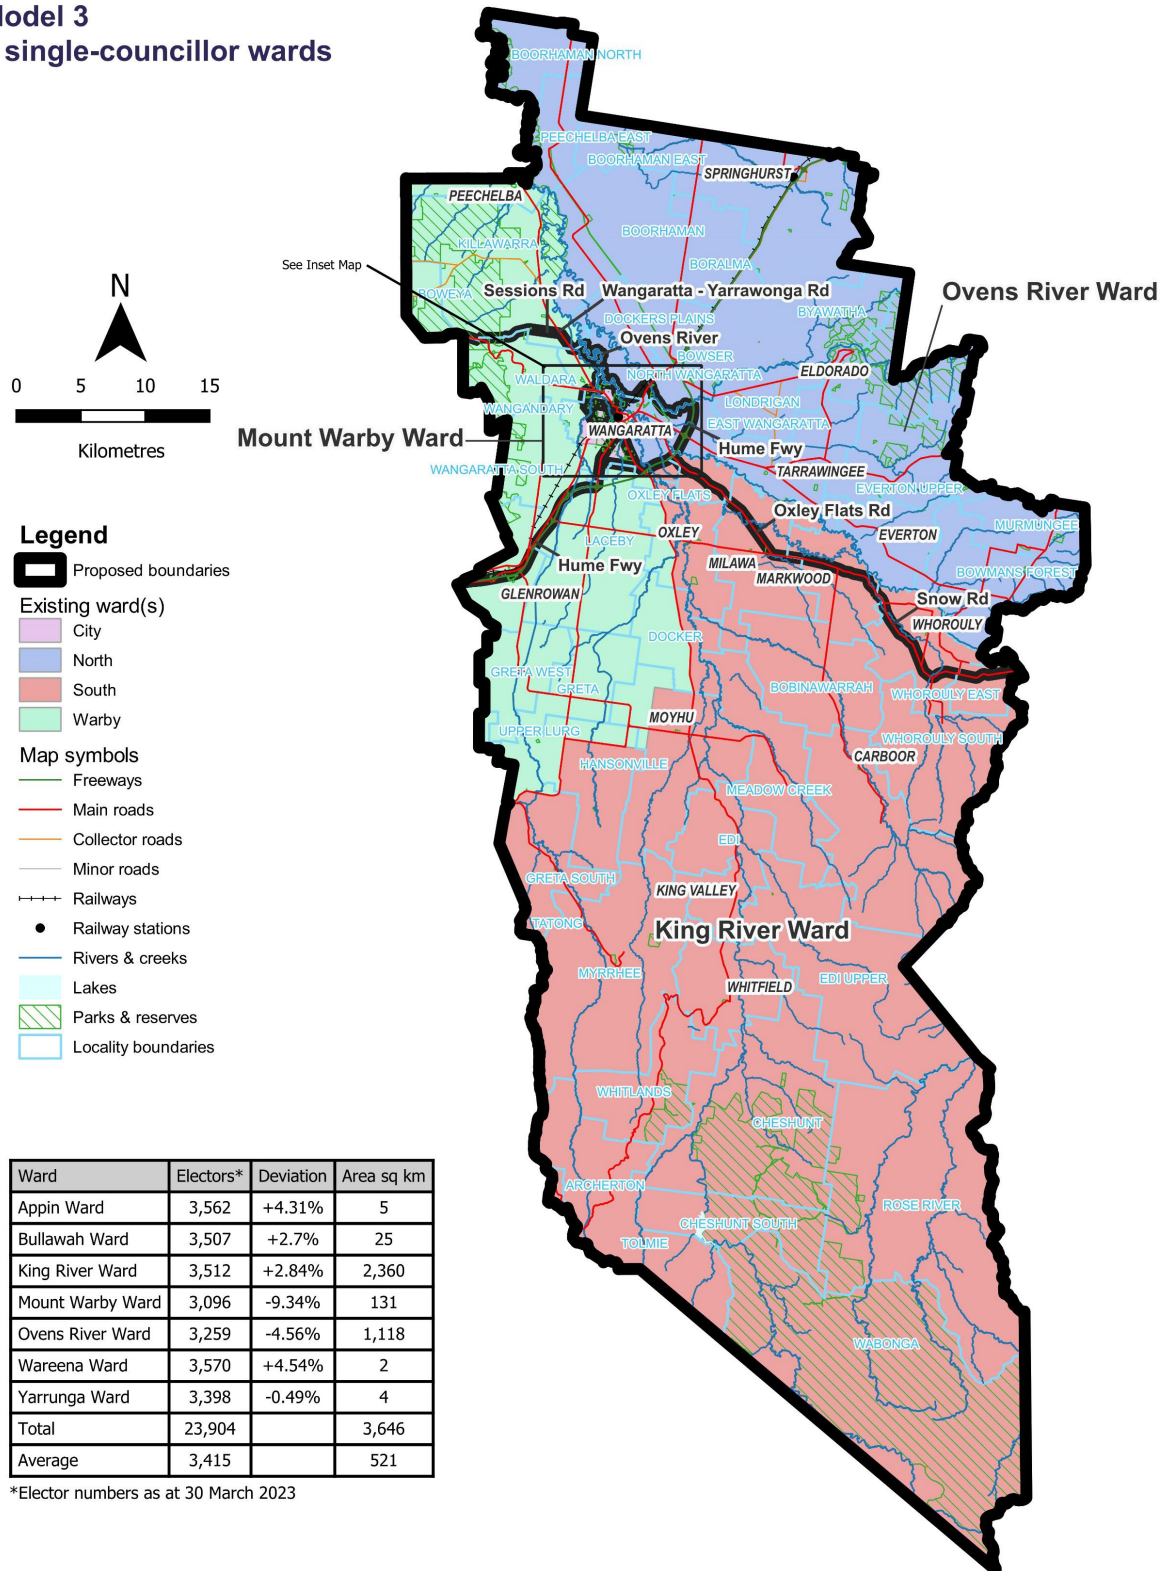 Model 3
single-councillor wards
BOORHAMAN NORTH
PEECHELBA EAST
BOORHAMAN EAST
SPRINGHURST
PEECHELBA
BOORHAMAN
KILLAWARRA
See Inset Map
BORALMA
N
BOWEYA
Sessions Rd
Wangaratta - Yarrawonga Rd
Ovens River Ward
BYAWATHA
DOCKERS PLAINS
Ovens River
BOWSER
ELDORADO
NORTH WANGARATTA
WALDARA
0 5 10 15
Kilometres
LONDRIGAN
WANGANDARY
EAST WANGARATTA
WANGARATTA
Mount Warby Ward
Hume Fwy
WANGARATTA SOUTH
TARRAWINGEE
EVERTON UPPER
OXLEY FLATS
Oxley Flats Rd
MURMUNGEE
OXLEY
EVERTON
LACEBY
MILAWA
Hume Fwy
MARKWOOD
BOWMANS FOREST
GLENROWAN
Snow Rd
WHOROULY
DOCKER
GRETA WEST
GRETA
BOBINAWARRAH
WHOROULY EAST
MOYHU
UPPER LURG
WHOROULY SOUTH
CARBOOR
HANSONVILLE
MEADOW CREEK
EDI
GRETA SOUTH
KING VALLEY
TATONG
King River Ward
MYRRHEE
EDI UPPER
WHITFIELD
WHITLANDS
CHESHUNT
ARCHERTON
ROSE RIVER
CHESHUNT SOUTH
TOLMIE
WABONGA
Legend
Proposed boundaries
Existing ward(s)
City
North
South
Warby
Map symbols
Freeways
Main roads
Collector roads
Minor roads
Railways
Railway stations
Rivers & creeks
Lakes
Parks & reserves
Locality boundaries
Ward Electors* Deviation Area sq km
Appin Ward 3,562 +4.31% 5
Bullawah Ward 3,507 +2.7% 25
King River Ward 3,512 +2.84% 2,360
Mount Warby Ward 3,096 -9.34% 131
Ovens River Ward 3,259 -4.56% 1,118
Wareena Ward 3,570 +4.54% 2
Yarrunga Ward 3,398 -0.49% 4
Total 23,904 3,646
Average 3,415 521
*Elector numbers as at 30 March 2023